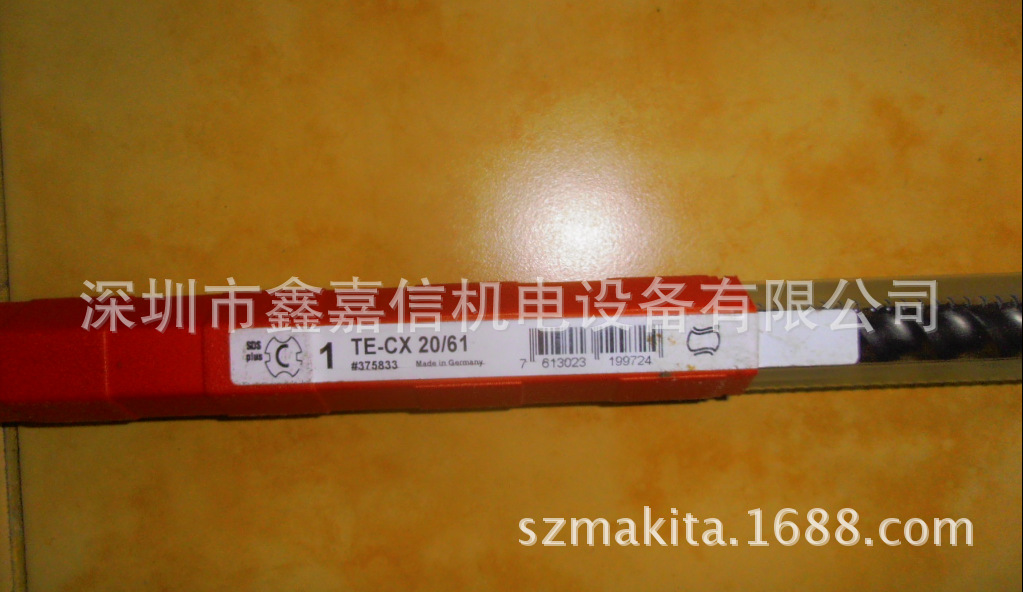 深圳市鑫嘉信机电设备有限公司
SDS
plus
C
1
TE-CX 20/61
#375833
Made in Germany
7 613023 199724
szmakita.1688.com